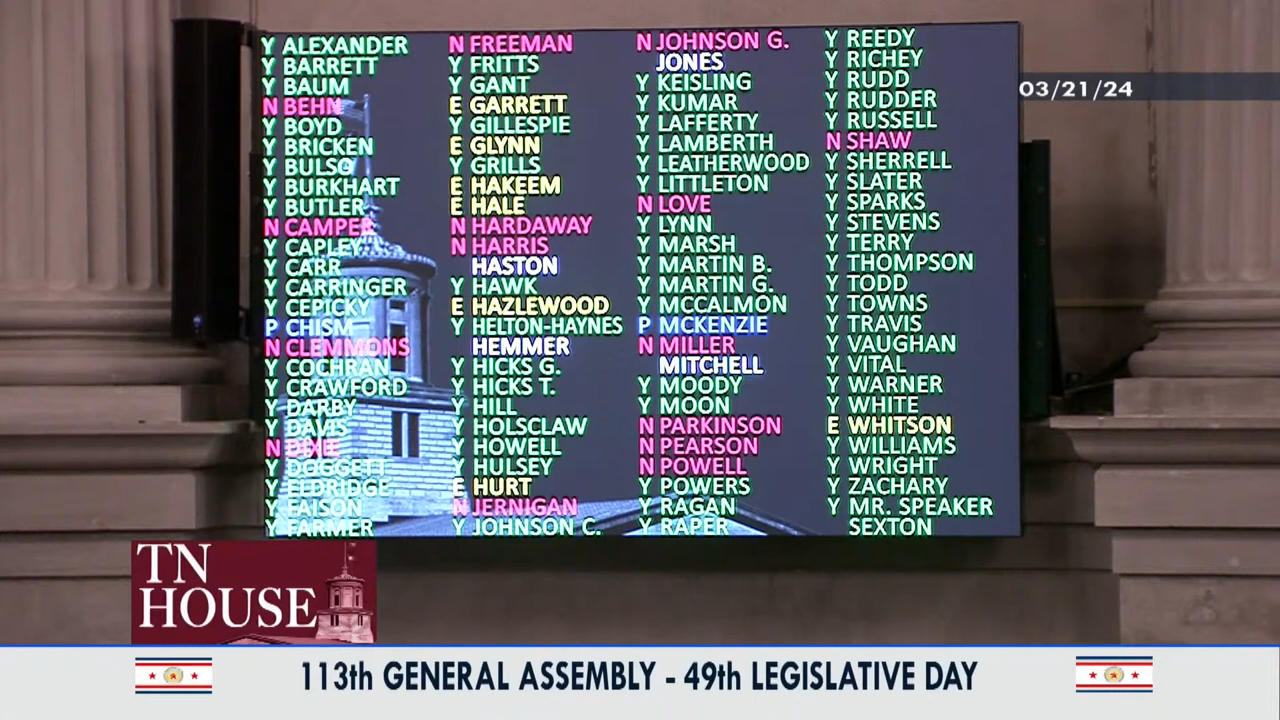 Y ALEXANDER
Y BARRETT
Y BAUM
N BEHN
Y BOYD
Y BRICKEN
Y BULSO
Y BURKHART
Y BUTLER
N CAMPER
Y CAPLEY
Y CARR
Y CARRINGER
Y CEPICKY
P CHISM
N CLEMMONS
Y COCHRAN
Y CRAWFORD
Y DARBY
Y DAVIS
N DIXIE
Y DOGGETT
Y ELDRIDGE
Y FAISON
Y FARMER
N FREEMAN
Y FRITTS
Y GANT
E GARRETT
Y GILLESPIE
E GLYNN
Y GRILLS
E HAKEEM
E HALE
N HARDAWAY
N HARRIS
HASTON
Y HAWK
E HAZLEWOOD
Y HELTON-HAYNES
HEMMER
Y HICKS G.
Y HICKS T.
Y HILL
Y HOLSCLAW
Y HOWELL
Y HULSEY
E HURT
N JERNIGAN
Y JOHNSON C.
N JOHNSON G.
JONES
Y KEISLING
Y KUMAR
Y LAFFERTY
Y LAMBERTH
Y LEATHERWOOD
Y LITTLETON
N LOVE
Y LYNN
Y MARSH
Y MARTIN B.
Y MARTIN G.
Y MCCALMON
P MCKENZIE
N MILLER
MITCHELL
Y MOODY
Y MOON
N PARKINSON
N PEARSON
N POWELL
Y POWERS
Y RAGAN
Y RAPER
Y REEDY
Y RICHEY
Y RUDD
Y RUDDER
Y RUSSELL
N SHAW
Y SHERRELL
Y SLATER
Y SPARKS
Y STEVENS
Y TERRY
Y THOMPSON
Y TODD
Y TOWNS
Y TRAVIS
Y VAUGHAN
Y VITAL
Y WARNER
Y WHITE
E WHITSON
Y WILLIAMS
Y WRIGHT
Y ZACHARY
Y MR. SPEAKER
SEXTON
03/21/24
TN
HOUSE
113th GENERAL ASSEMBLY - 49th LEGISLATIVE DAY